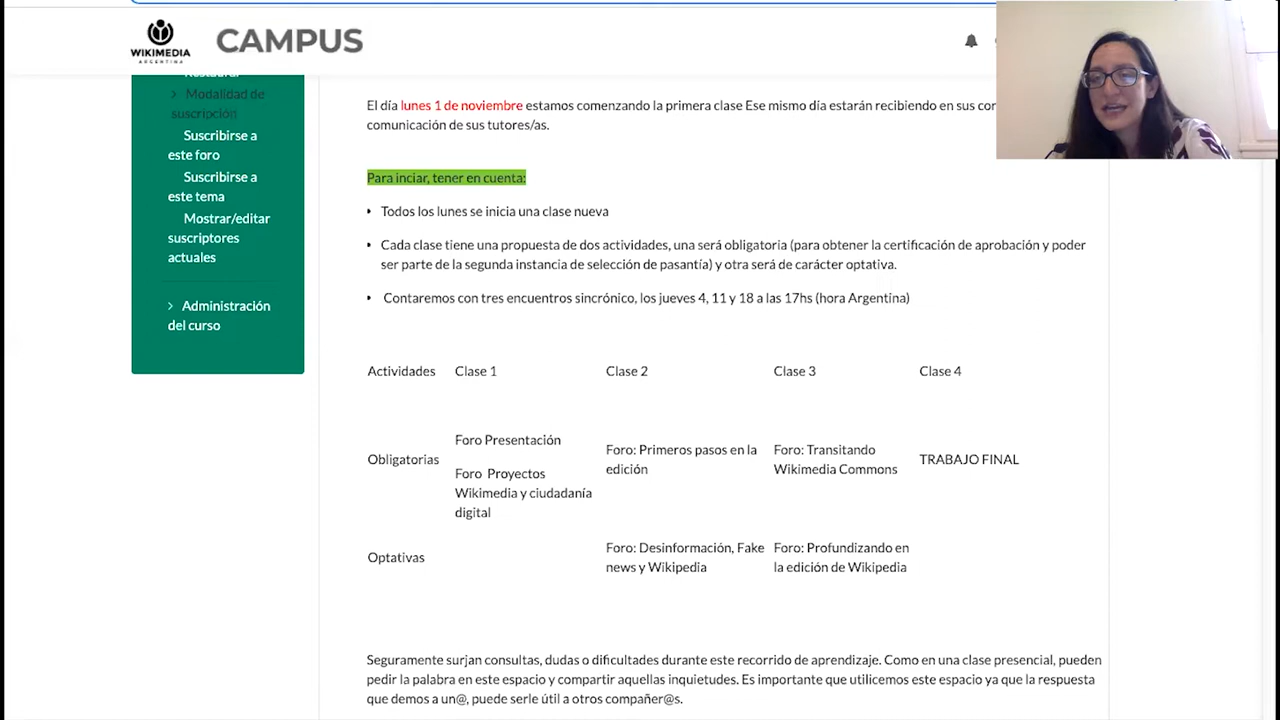 WIKIMEDIA
ARGENTINA
CAMPUS
Restaurar
Modalidad de
suscripción
Suscribirse a
este foro
Suscribirse a
este tema
Mostrar/editar
suscriptores
actuales
Administración
del curso
El día lunes 1 de noviembre estamos comenzando la primera clase Ese mismo día estarán recibiendo en sus
comunicación de sus tutores/as.
Para inciar, tener en cuenta:
Todos los lunes se inicia una clase nueva
Cada clase tiene una propuesta de dos actividades, una será obligatoria (para obtener la certificación de aprobación y poder
ser parte de la segunda instancia de selección de pasantía) y otra será de carácter optativa.
Contaremos con tres encuentros sincrónico, los jueves 4, 11 y 18 a las 17hs (hora Argentina)
Actividades Clase 1 Clase 2 Clase 3 Clase 4
Obligatorias
Foro Presentación
Foro Proyectos
Wikimedia y ciudadanía
digital
Foro: Primeros pasos en la
edición
Foro: Transitando
Wikimedia Commons
TRABAJO FINAL
Optativas
Foro: Desinformación, Fake
news y Wikipedia
Foro: Profundizando en
la edición de Wikipedia
Seguramente surjan consultas, dudas o dificultades durante este recorrido de aprendizaje. Como en una clase presencial, pueden
pedir la palabra en este espacio y compartir aquellas inquietudes. Es importante que utilicemos este espacio ya que la respuesta
que demos a un@, puede serle útil a otros compañer@s.